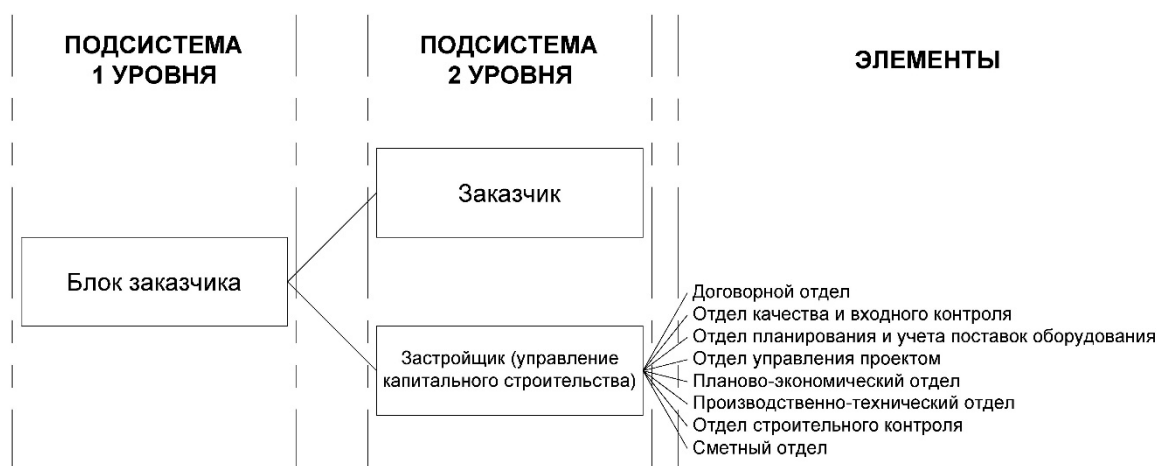 ПОДСИСТЕМА
1 УРОВНЯ
ПОДСИСТЕМА
2 УРОВНЯ
ЭЛЕМЕНТЫ
Заказчик
Блок заказчика
Застройщик (управление
капитального строительства)
Договорной отдел
Отдел качества и входного контроля
Отдел планирования и учета поставок оборудования
Отдел управления проектом
Планово-экономический отдел
Производственно-технический отдел
Отдел строительного контроля
Сметный отдел